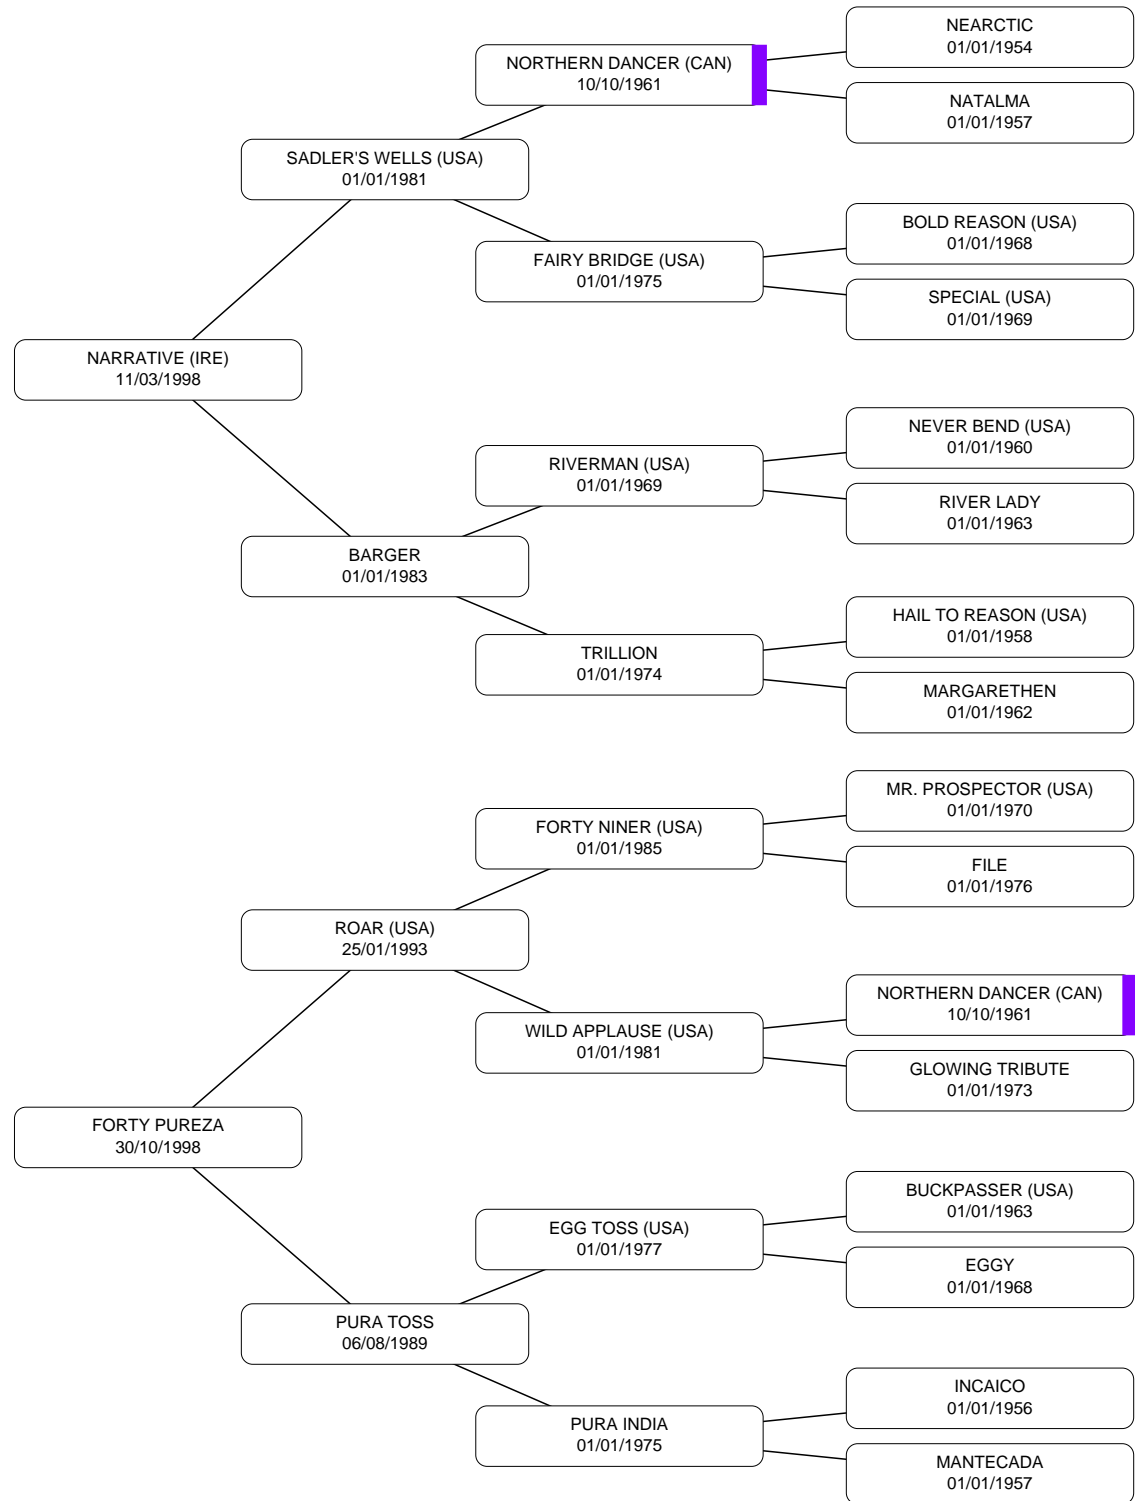 NEARCTIC
01/01/1954
NORTHERN DANCER (CAN)
10/10/1961
NATALMA
01/01/1957
SADLER'S WELLS (USA)
01/01/1981
BOLD REASON (USA)
01/01/1968
FAIRY BRIDGE (USA)
01/01/1975
SPECIAL (USA)
01/01/1969
NARRATIVE (IRE)
11/03/1998
NEVER BEND (USA)
01/01/1960
RIVERMAN (USA)
01/01/1969
RIVER LADY
01/01/1963
BARGER
01/01/1983
HAIL TO REASON (USA)
01/01/1958
TRILLION
01/01/1974
MARGARETHEN
01/01/1962
MR. PROSPECTOR (USA)
01/01/1970
FORTY NINER (USA)
01/01/1985
FILE
01/01/1976
ROAR (USA)
25/01/1993
NORTHERN DANCER (CAN)
10/10/1961
WILD APPLAUSE (USA)
01/01/1981
GLOWING TRIBUTE
01/01/1973
FORTY PUREZA
30/10/1998
BUCKPASSER (USA)
01/01/1963
EGG TOSS (USA)
01/01/1977
EGGY
01/01/1968
PURA TOSS
06/08/1989
INCAICO
01/01/1956
PURA INDIA
01/01/1975
MANTECADA
01/01/1957